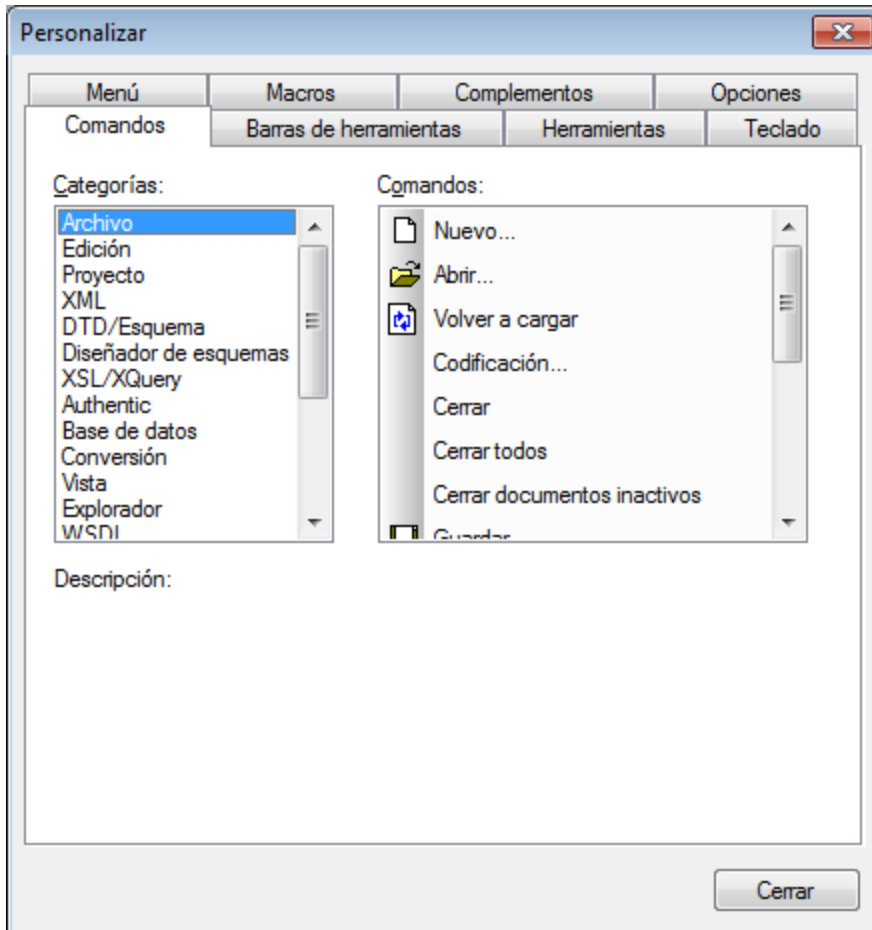 Personalizar
Menú
Macros
Complementos
Opciones
Comandos
Barras de herramientas
Herramientas
Teclado
Categorías:
Archivo
Edición
Proyecto
XML
DTD/Esquema
Diseñador de esquemas
XSL/XQuery
Authentic
Base de datos
Conversión
Vista
Explorador
WSDL
Comandos:
Nuevo...
Abrir...
Volver a cargar
Codificación...
Cerrar
Cerrar todos
Cerrar documentos inactivos
Guardar
Descripción:
Cerrar